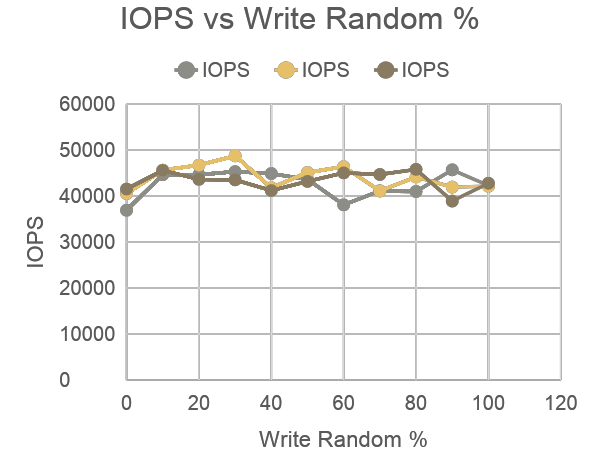 IOPS vs Write Random %
IOPS IOPS IOPS
60000
50000
40000
30000
20000
10000
0
IOPS
0 20 40 60 80 100 120
Write Random %